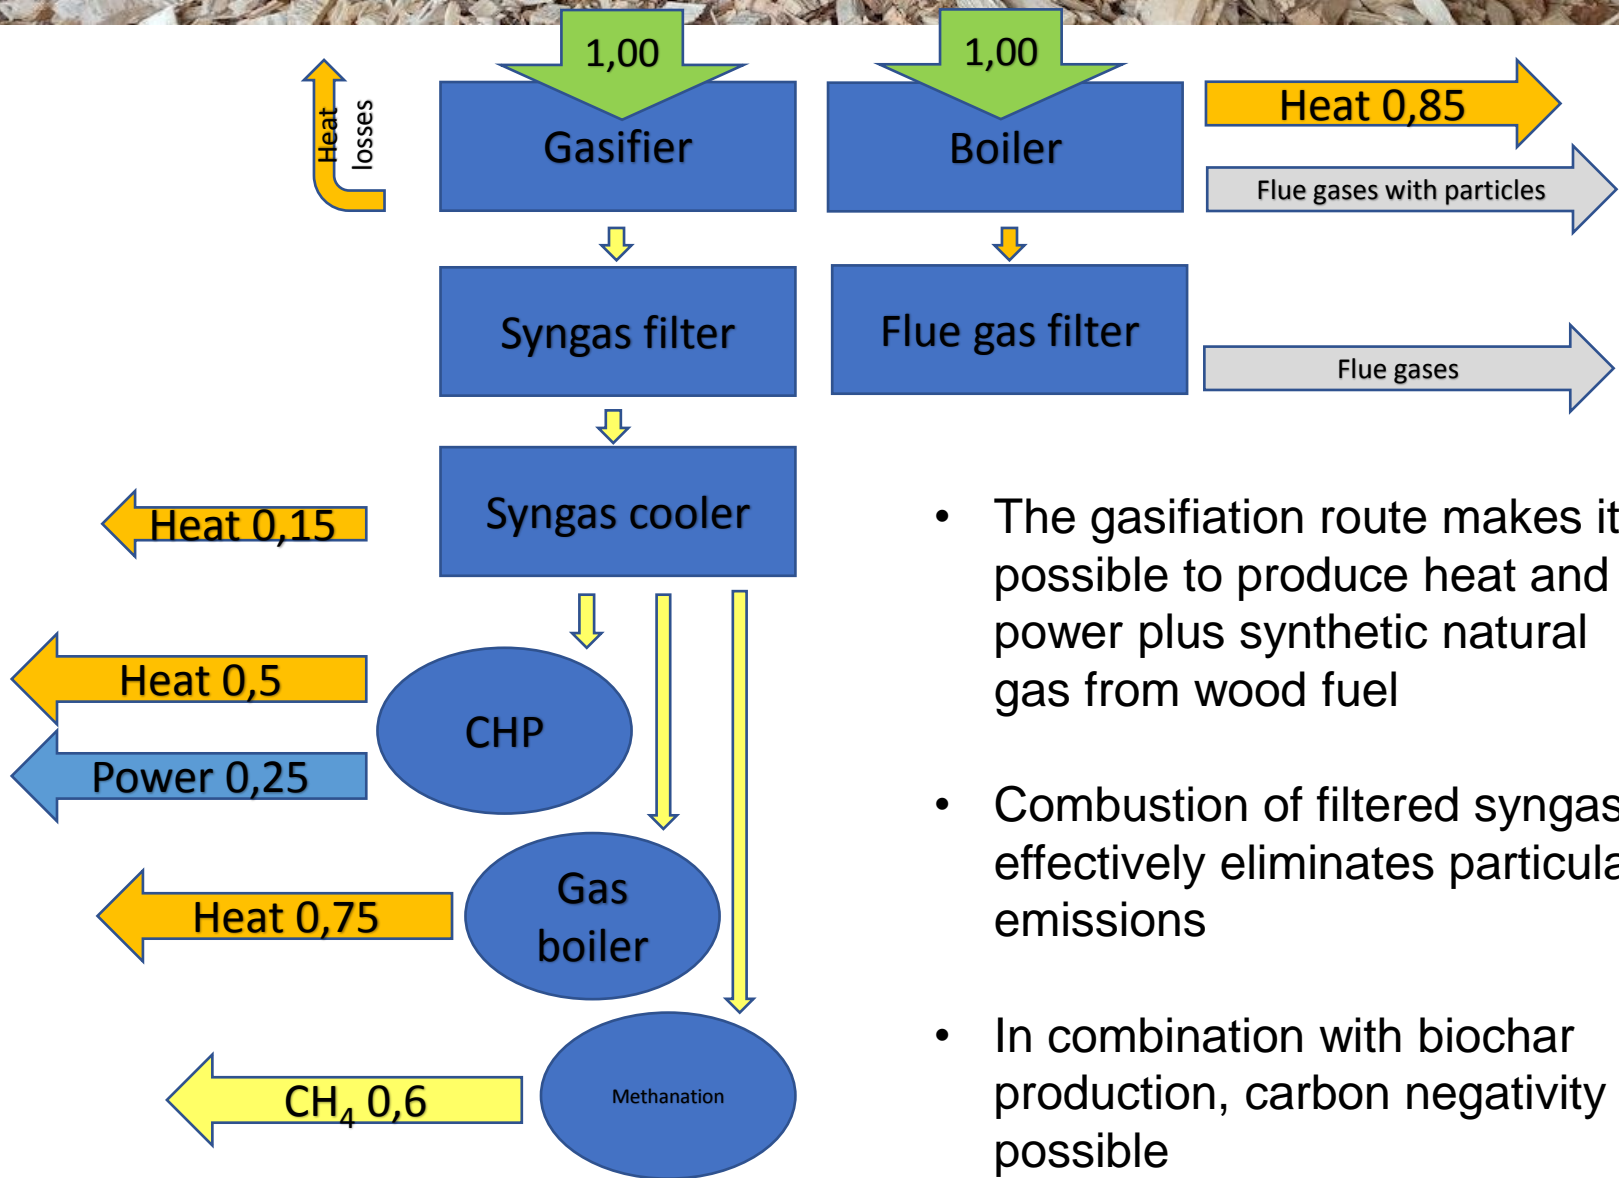 1,00
1,00
Heat
losses
Gasifier
Boiler
Heat 0,85
Flue gases with particles
Syngas filter
Flue gas filter
Flue gases
Syngas cooler
Heat 0,15
Heat 0,5
CHP
Power 0,25
Gas
boiler
Heat 0,75
Methanation
CH₄ 0,6
• The gasifiation route makes it
possible to produce heat and
power plus synthetic natural
gas from wood fuel
• Combustion of filtered syngas
effectively eliminates particula
emissions
• In combination with biochar
production, carbon negativity
possible